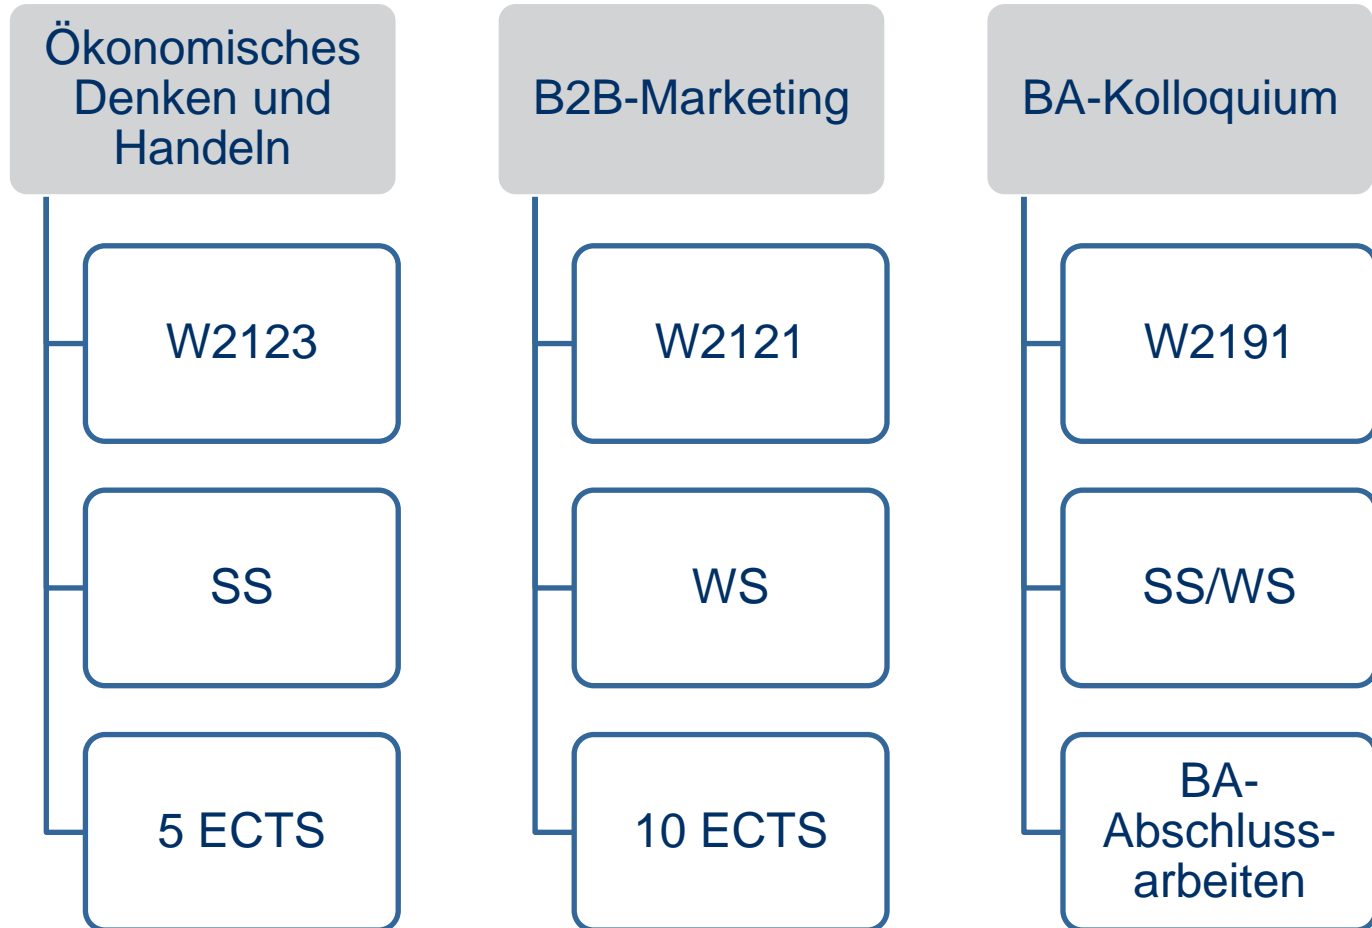 Ökonomisches
Denken und
Handeln
W2123
SS
5 ECTS
B2B-Marketing
W2121
WS
10 ECTS
BA-Kolloquium
W2191
SS/WS
BA-
Abschluss-
arbeiten